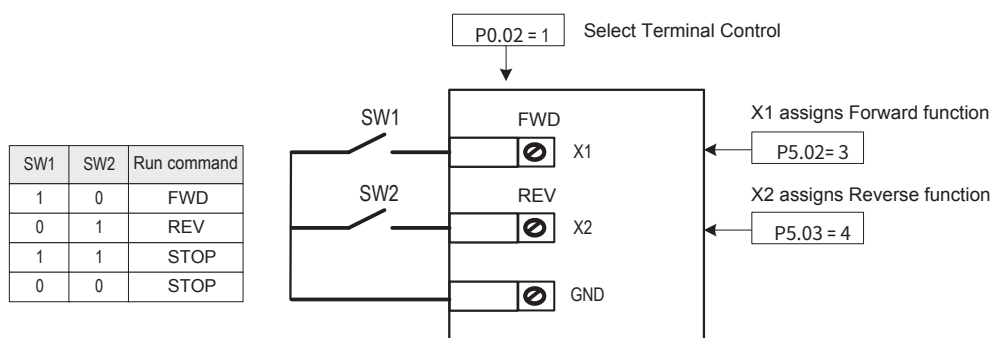 P0.02 = 1
Select Terminal Control
SW1 SW2 Run command
1 0 FWD
0 1 REV
1 1 STOP
0 0 STOP
SW1
FWD
X1
SW2
REV
X2
GND
X1 assigns Forward function
P5.02= 3
X2 assigns Reverse function
P5.03 = 4